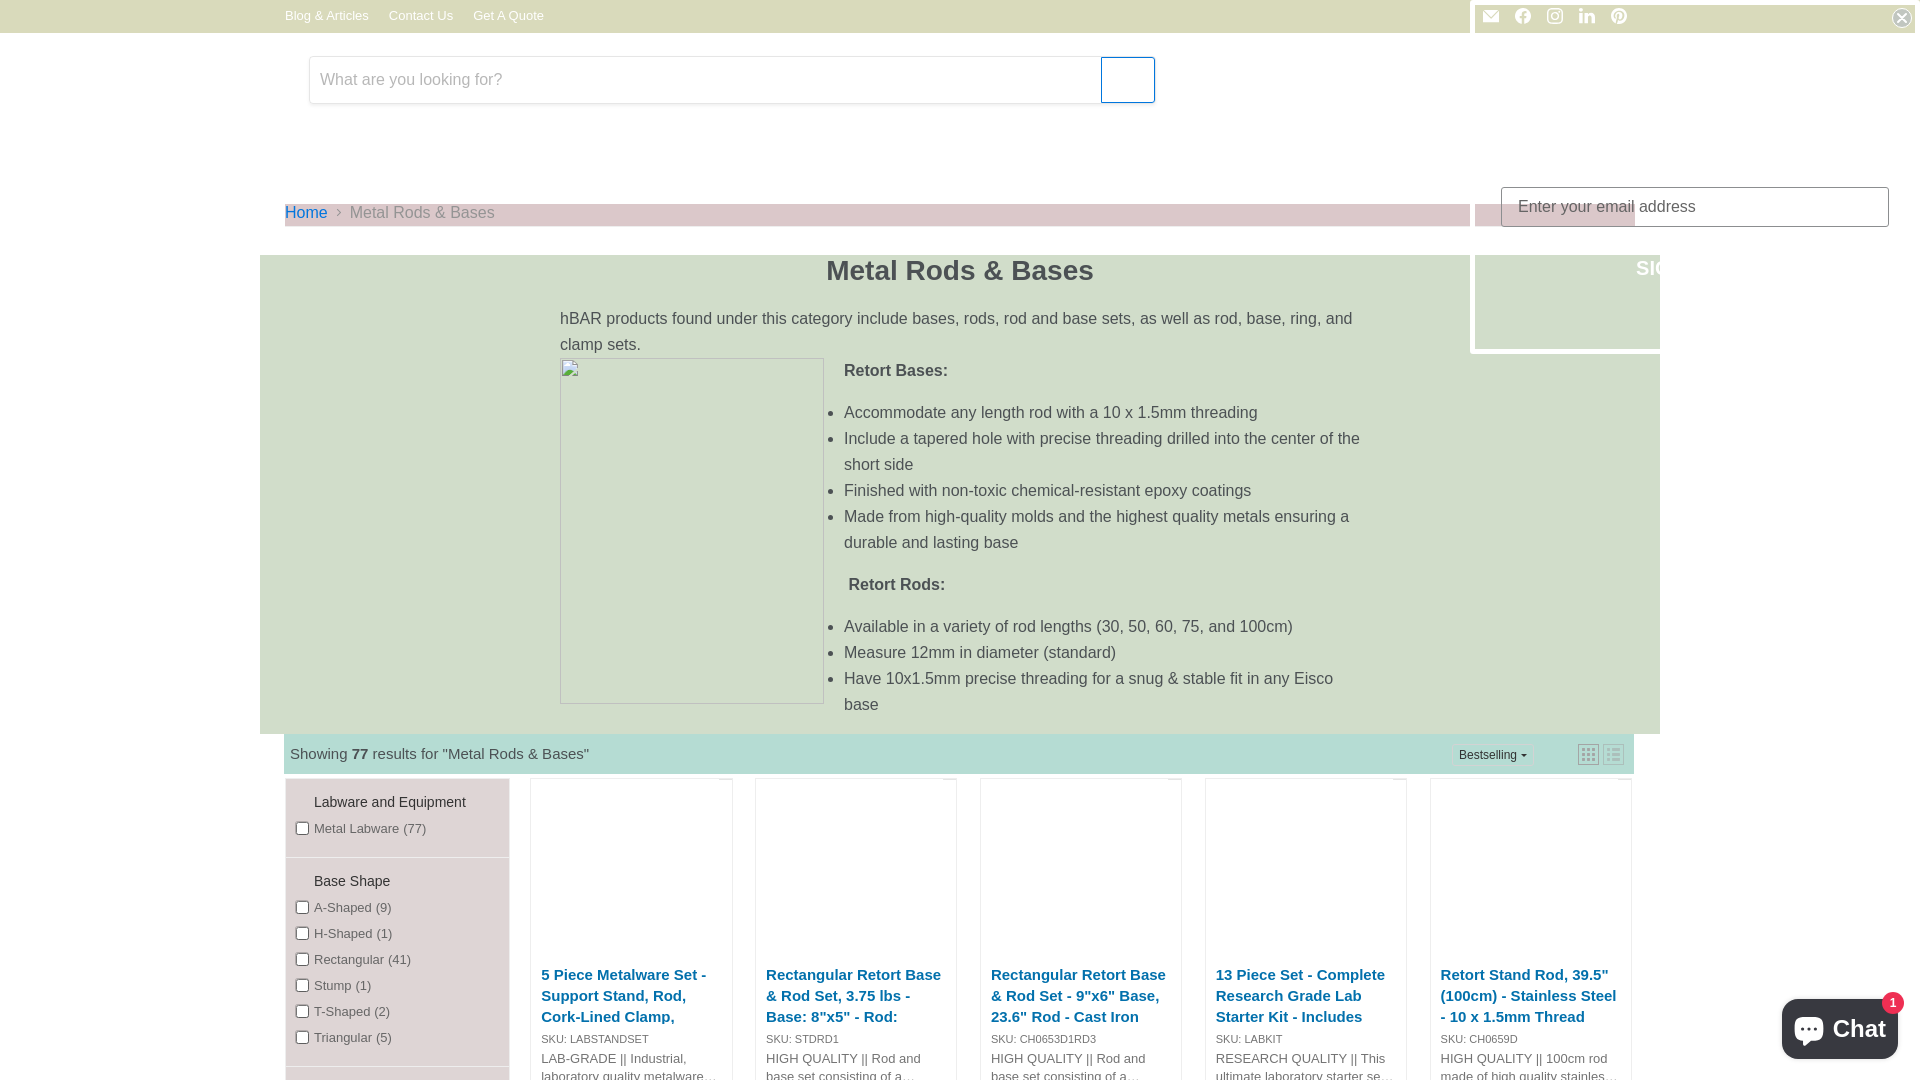 Blog & Articles
Contact Us
Get A Quote
What are you looking for?
Home
Metal Rods & Bases
Enter your email address
Metal Rods & Bases
hBAR products found under this category include bases, rods, rod and base sets, as well as rod, base, ring, and
clamp sets.
Retort Bases:
Accommodate any length rod with a 10 x 1.5mm threading
Include a tapered hole with precise threading drilled into the center of the
short side
Finished with non-toxic chemical-resistant epoxy coatings
Made from high-quality molds and the highest quality metals ensuring a
durable and lasting base
Retort Rods:
Available in a variety of rod lengths (30, 50, 60, 75, and 100cm)
Measure 12mm in diameter (standard)
Have 10x1.5mm precise threading for a snug & stable fit in any Eisco
base
Showing 77 results for "Metal Rods & Bases"
Bestselling
Labware and Equipment
Metal Labware (77)
Base Shape
A-Shaped (9)
H-Shaped (1)
Rectangular (41)
Stump (1)
T-Shaped (2)
Triangular (5)
5 Piece Metalware Set -
Support Stand, Rod,
Cork-Lined Clamp,
SKU: LABSTANDSET
LAB-GRADE || Industrial,
laboratory quality metalware…
Rectangular Retort Base
& Rod Set, 3.75 lbs -
Base: 8"x5" - Rod:
SKU: STDRD1
HIGH QUALITY || Rod and
base set consisting of a…
Rectangular Retort Base
& Rod Set - 9"x6" Base,
23.6" Rod - Cast Iron
SKU: CH0653D1RD3
HIGH QUALITY || Rod and
base set consisting of a…
13 Piece Set - Complete
Research Grade Lab
Starter Kit - Includes
SKU: LABKIT
RESEARCH QUALITY || This
ultimate laboratory starter se…
Retort Stand Rod, 39.5"
(100cm) - Stainless Steel
- 10 x 1.5mm Thread
SKU: CH0659D
HIGH QUALITY || 100cm rod
made of high quality stainles…
1
Chat